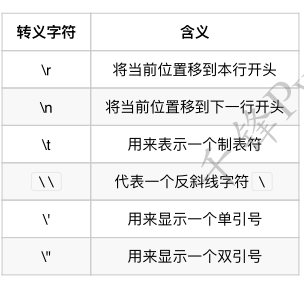 转义字符 含义
\r 将当前位置移到本行开头
\n 将当前位置移到下一行开头
\t 用来表示一个制表符
\\ 代表一个反斜线字符 \
\' 用来显示一个单引号
\" 用来显示一个双引号
千锋Py